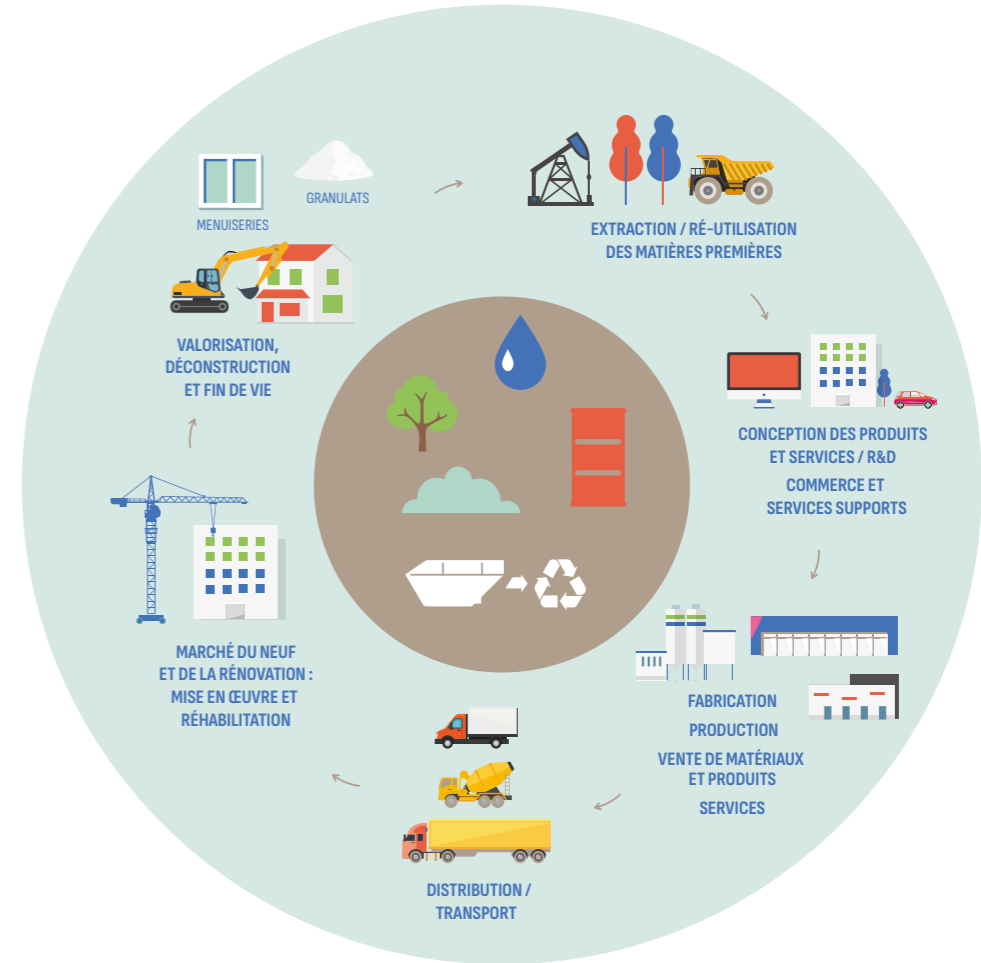 MENUISERIES
GRANULATS
EXTRACTION / RÉ-UTILISATION
DES MATIÈRES PREMIÈRES
CONCEPTION DES PRODUITS
ET SERVICES / R&D
COMMERCE ET
SERVICES SUPPORTS
FABRICATION
PRODUCTION
VENTE DE MATÉRIAUX
ET PRODUITS
SERVICES
DISTRIBUTION /
TRANSPORT
MARCHÉ DU NEUF
ET DE LA RÉNOVATION :
MISE EN ŒUVRE ET
RÉHABILITATION
VALORISATION,
DÉCONSTRUCTION
ET FIN DE VIE